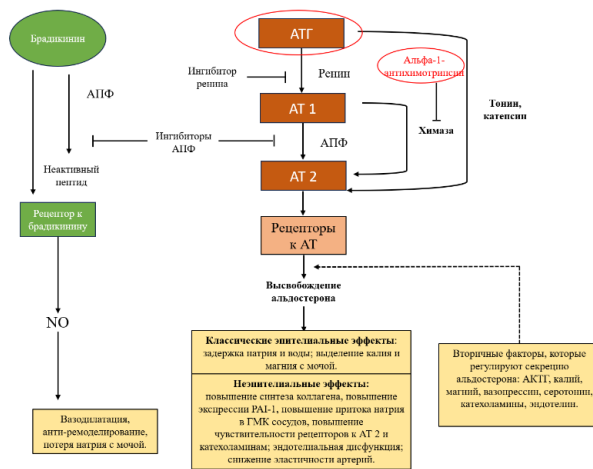 Брадикинин
АТГ
Альфа-1-
антихимотрипсин
Ингибитор
ренина
Ренин
АПФ
АТ 1
Химаза
Тонин,
катепсин
Ингибиторы
АПФ
АПФ
Неактивный
пептид
АТ 2
Рецептор к
брадикинину
Рецепторы
к АТ
Высвобождение
альдостерона
NO
Классические эпителиальные эффекты:
задержка натрия и воды; выделение калия и
магния с мочой.
Вторичные факторы, которые
регулируют секрецию
альдостерона: АКТГ, калий,
магний, вазопрессин, серотонин,
катехоламины, эндотелин.
Неэпителиальные эффекты:
повышение синтеза коллагена, повышение
экспрессии PAI-1, повышение притока натрия
в ГМК сосудов, повышение
чувствительности рецепторов к АТ 2 и
катехоламинам; эндотелиальная дисфункция;
снижение эластичности артерий.
Вазодилатация,
анти-ремоделирование,
потеря натрия с мочой.